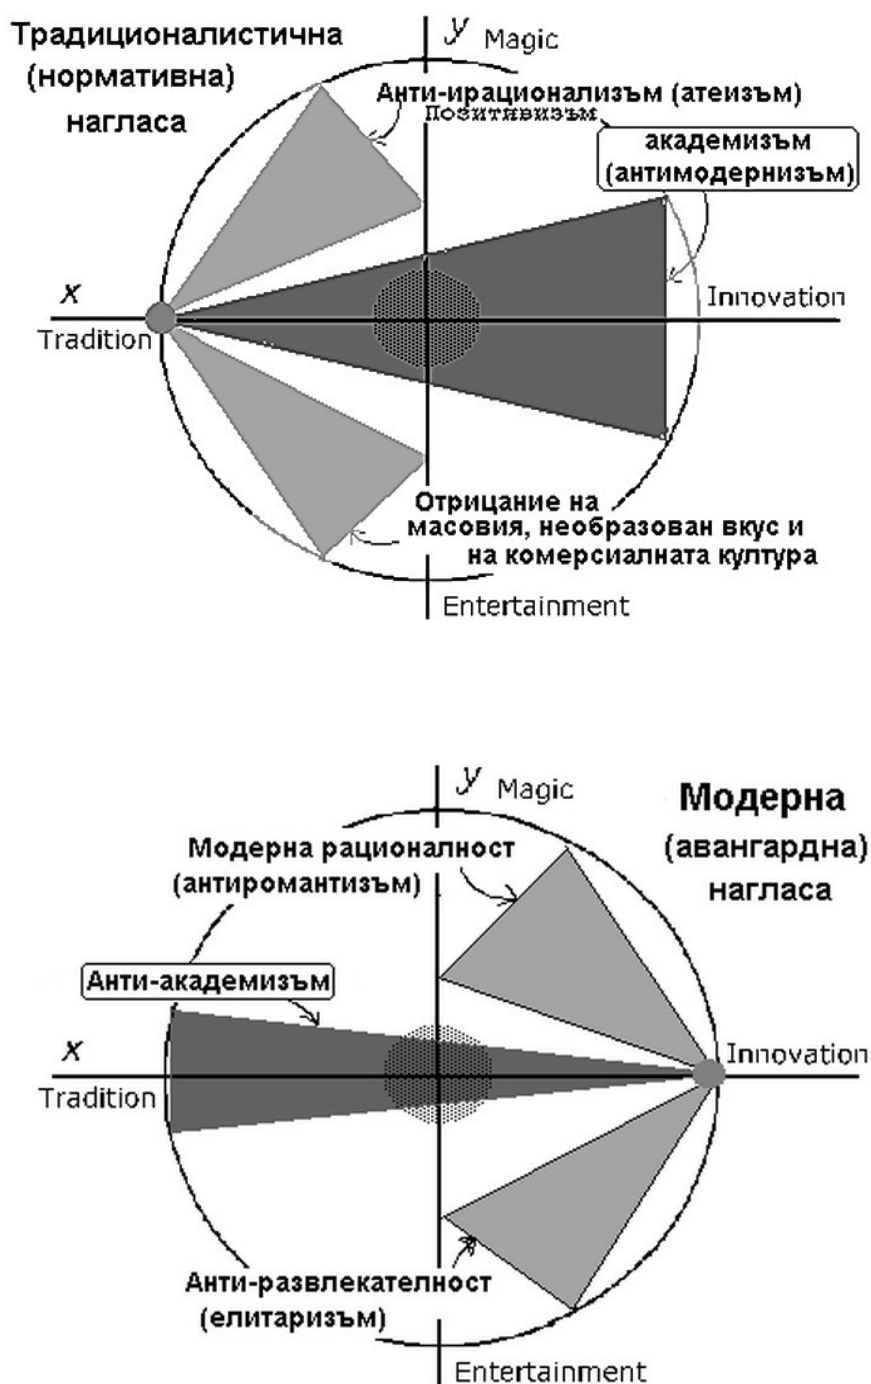 Традиционалистична
(нормативна)
нагласа
y Magic
Анти-ирационализъм (атеизъм)
Позитивизъм
академизъм
(антимодернизъм)
x
Tradition
Innovation
Отрицание на
масовия, необразован вкус и
на комерсиалната култура
Entertainment
y Magic
Модерна
(авангардна)
нагласа
Модерна рационалност
(антиромантизъм)
Анти-академизъм
x
Tradition
Innovation
Анти-развлекателност
(елитаризъм)
Entertainment